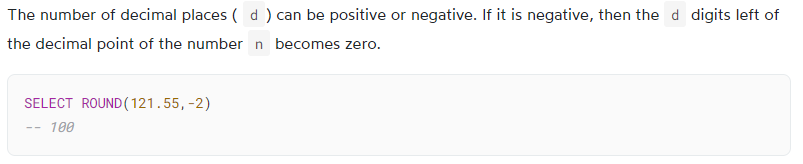 The number of decimal places ( d ) can be positive or negative. If it is negative, then the d digits left of
the decimal point of the number n becomes zero.
SELECT ROUND(121.55,-2)
-- 100